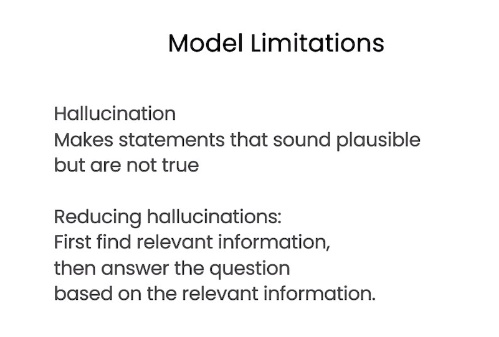 Model Limitations
Hallucination
Makes statements that sound plausible
but are not true
Reducing hallucinations:
First find relevant information,
then answer the question
based on the relevant information.